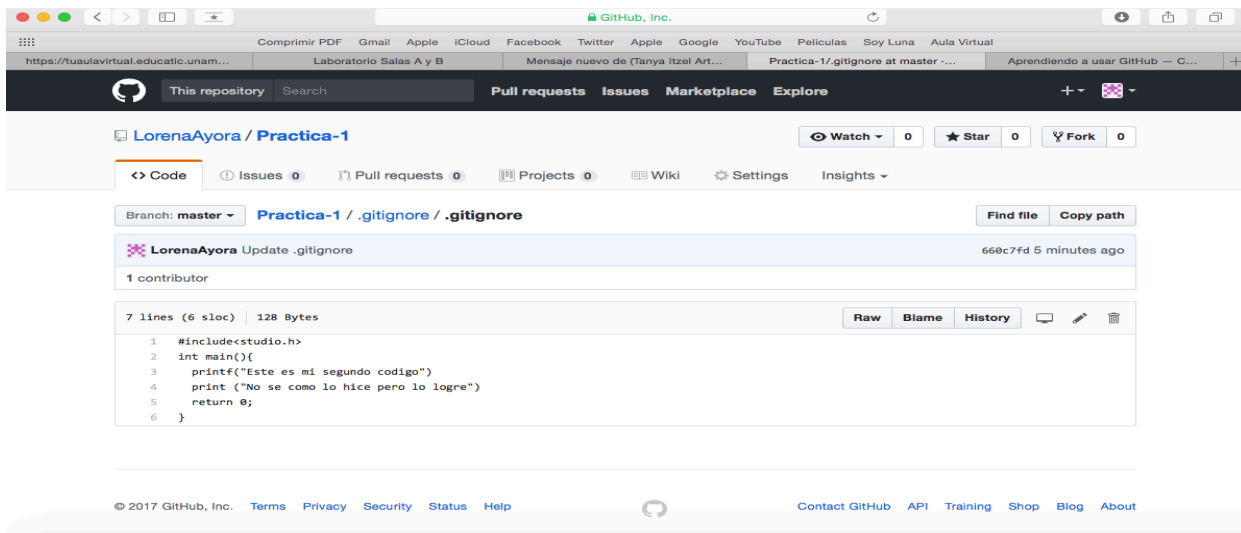 GitHub, Inc.
Comprimir PDF Gmail Apple iCloud Facebook Twitter Apple Google YouTube Peliculas Soy Luna Aula Virtual
https://tuaulavirtual.educatic.unam... Laboratorio Salas A y B Mensaje nuevo de (Tanya Itzel Art... Practica-1/.gitignore at master ·... Aprendiendo a usar GitHub — C... +
This repository Search Pull requests Issues Marketplace Explore +
LorenaAyora / Practica-1 Watch 0 Star 0 Fork 0
<> Code Issues 0 Pull requests 0 Projects 0 Wiki Settings Insights
Branch: master Practica-1 / .gitignore / .gitignore Find file Copy path
LorenaAyora Update .gitignore 660c7fd 5 minutes ago
1 contributor
7 lines (6 sloc) 128 Bytes Raw Blame History
1 #include<studio.h>
2 int main(){
3 printf("Este es mi segundo codigo")
4 print ("No se como lo hice pero lo logre")
5 return 0;
6 }
© 2017 GitHub, Inc. Terms Privacy Security Status Help Contact GitHub API Training Shop Blog About